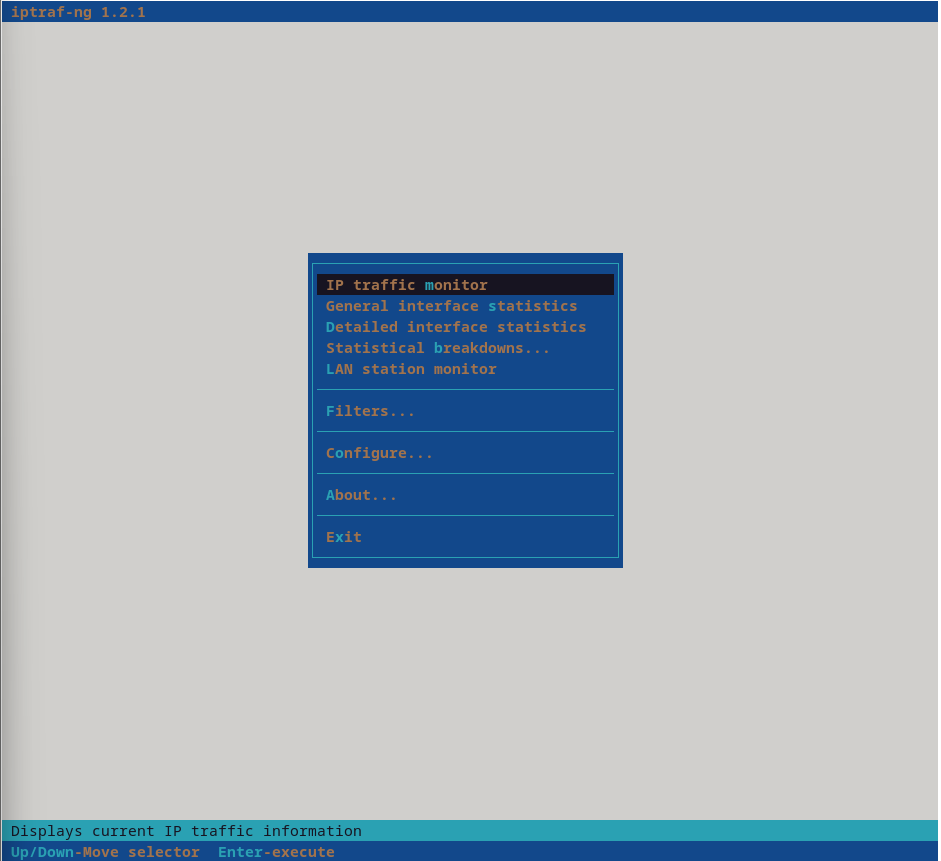 iptraf-ng 1.2.1
IP traffic monitor
General interface statistics
Detailed interface statistics
Statistical breakdowns...
LAN station monitor
Filters...
Configure...
About...
Exit
Displays current IP traffic information
Up/Down-Move selector  Enter-execute